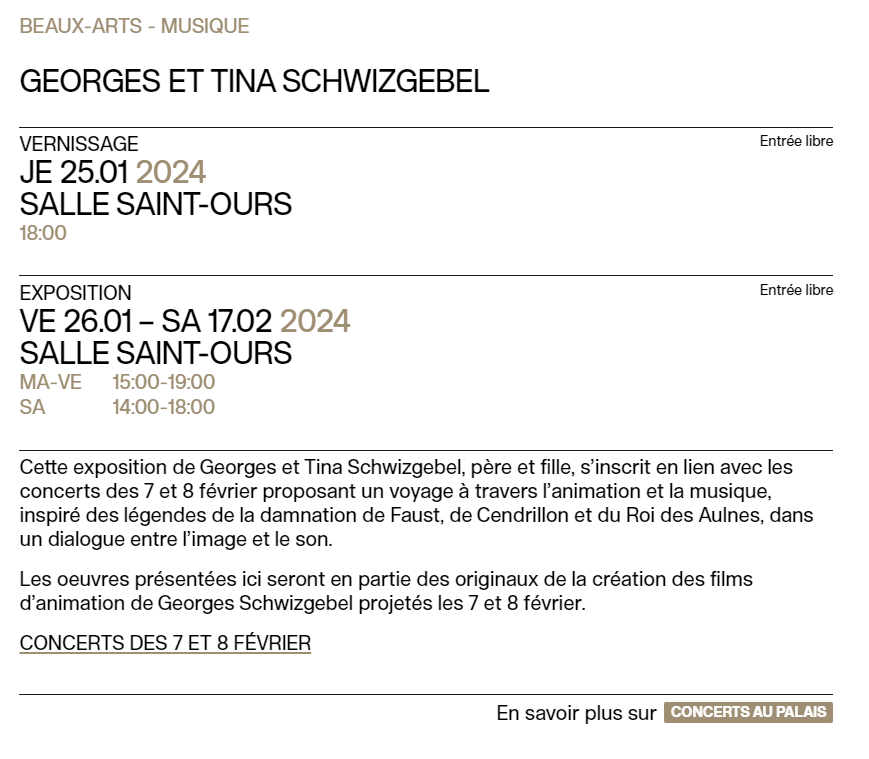 BEAUX-ARTS - MUSIQUE
GEORGES ET TINA SCHWIZGEBEL
VERNISSAGE
Entrée libre
JE 25.01 2024
SALLE SAINT-OURS
18:00
EXPOSITION
Entrée libre
VE 26.01 – SA 17.02 2024
SALLE SAINT-OURS
MA-VE 15:00-19:00
SA 14:00-18:00
Cette exposition de Georges et Tina Schwizgebel, père et fille, s’inscrit en lien avec les
concerts des 7 et 8 février proposant un voyage à travers l’animation et la musique,
inspiré des légendes de la damnation de Faust, de Cendrillon et du Roi des Aulnes, dans
un dialogue entre l’image et le son.
Les oeuvres présentées ici seront en partie des originaux de la création des films
d’animation de Georges Schwizgebel projetés les 7 et 8 février.
CONCERTS DES 7 ET 8 FÉVRIER
En savoir plus sur CONCERTS AU PALAIS